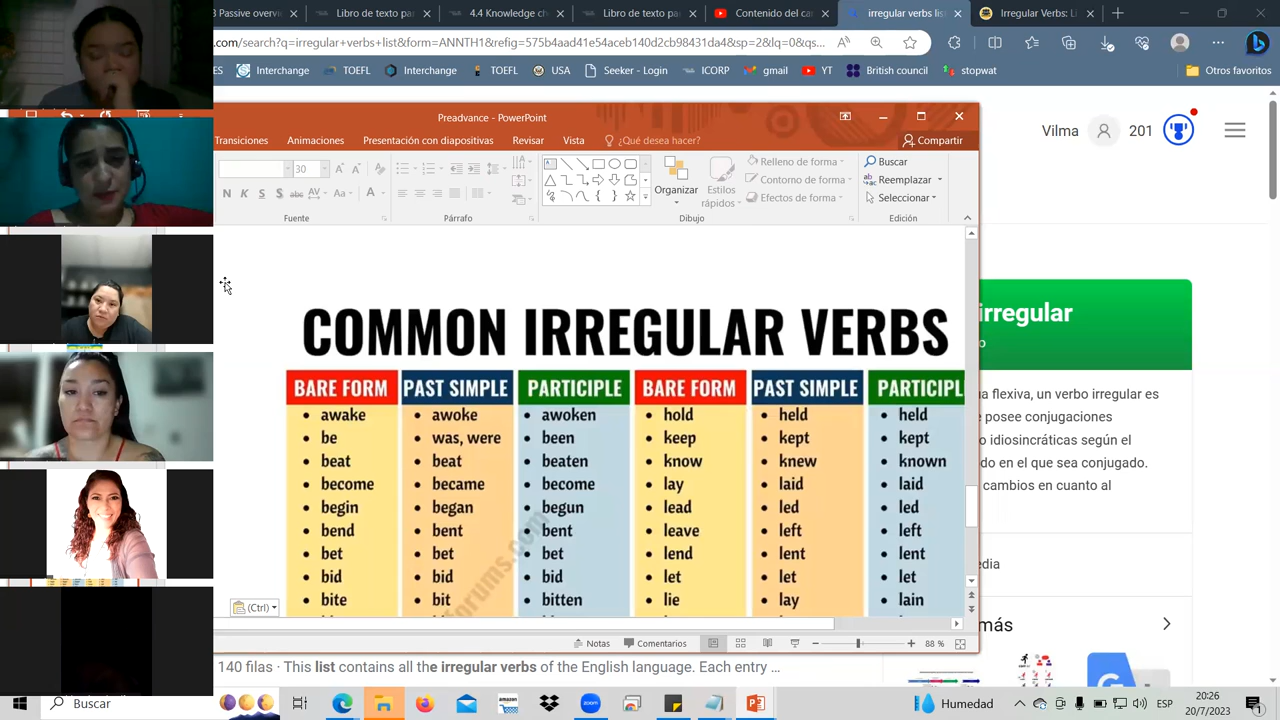 3 Passive overv
Libro de texto pas
4.4 Knowledge ch
Libro de texto pas
Contenido del ca
irregular verbs list
Irregular Verbs: Li
.com/search?q=irregular+verbs+list&form=ANNTH1&refig=575b4aad41e54aceb140d2cb98431da4&sp=2&lq=0&qs...
Interchange
TOEFL
Interchange
TOEFL
USA
Seeker - Login
ICORP
gmail
YT
British council
stopwat
Otros favoritos
Preadvance - PowerPoint
Transiciones
Animaciones
Presentación con diapositivas
Revisar
Vista
¿Qué desea hacer?
Compartir
30
Organizar
Estilos
rápidos
Relleno de forma
Contorno de forma
Efectos de forma
Buscar
Reemplazar
Seleccionar
Fuente
Párrafo
Dibujo
Edición
Vilma
201
COMMON IRREGULAR VERBS
BARE FORM PAST SIMPLE PARTICIPLE BARE FORM PAST SIMPLE PARTICIPL
awake awoke awoken hold held held
be was, were been keep kept kept
beat beat beaten know knew known
become became become lay laid laid
begin began begun lead led led
bend bent bent leave left left
bet bet bet lend lent lent
bid bid bid let let let
bite bit bitten lie lay lain
(Ctrl)
Notas
Comentarios
88 %
irregular
o
a flexiva, un verbo irregular es
e posee conjugaciones
o idiosincráticas según el
do en el que sea conjugado.
cambios en cuanto al
edia
más
140 filas · This list contains all the irregular verbs of the English language. Each entry ...
Buscar
zoom
Humedad
ESP
20:26
20/7/2023